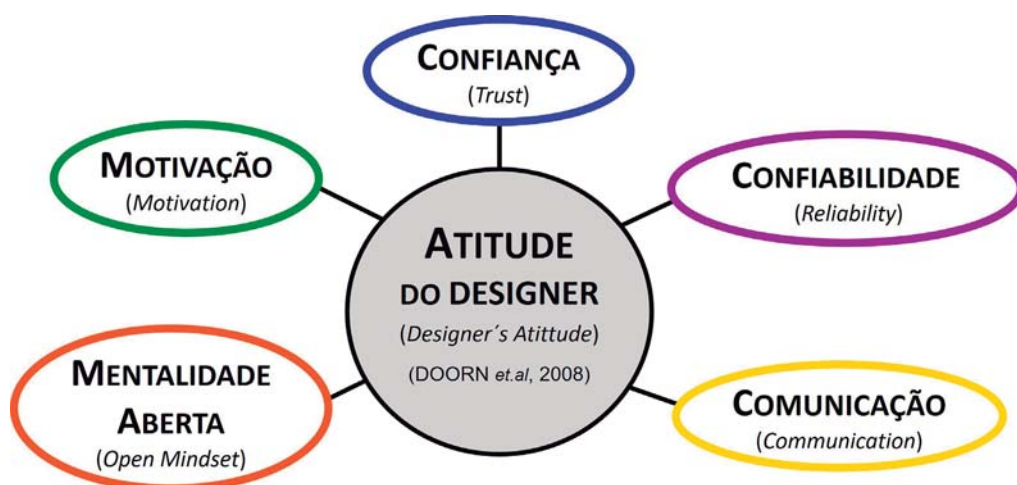 CONFIANÇA
(Trust)
MOTIVAÇÃO
(Motivation)
CONFIABILIDADE
(Reliability)
ATITUDE
DO DESIGNER
(Designer´s Atittude)
(DOORN et.al, 2008)
MENTALIDADE
ABERTA
(Open Mindset)
COMUNICAÇÃO
(Communication)